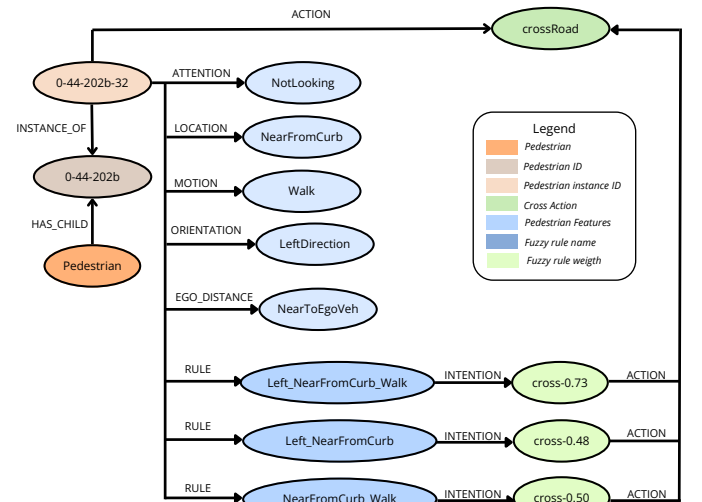 ACTION
crossRoad
0-44-202b-32
ATTENTION
NotLooking
INSTANCE_OF
LOCATION
NearFromCurb
0-44-202b
MOTION
Walk
HAS_CHILD
ORIENTATION
LeftDirection
Pedestrian
EGO_DISTANCE
NearToEgoVeh
Legend
Pedestrian
Pedestrian ID
Pedestrian instance ID
Cross Action
Pedestrian Features
Fuzzy rule name
Fuzzy rule weigth
RULE
Left_NearFromCurb_Walk
INTENTION
cross-0.73
ACTION
RULE
Left_NearFromCurb
INTENTION
cross-0.48
ACTION
RULE
NearFromCurb_Walk
INTENTION
cross-0.50
ACTION